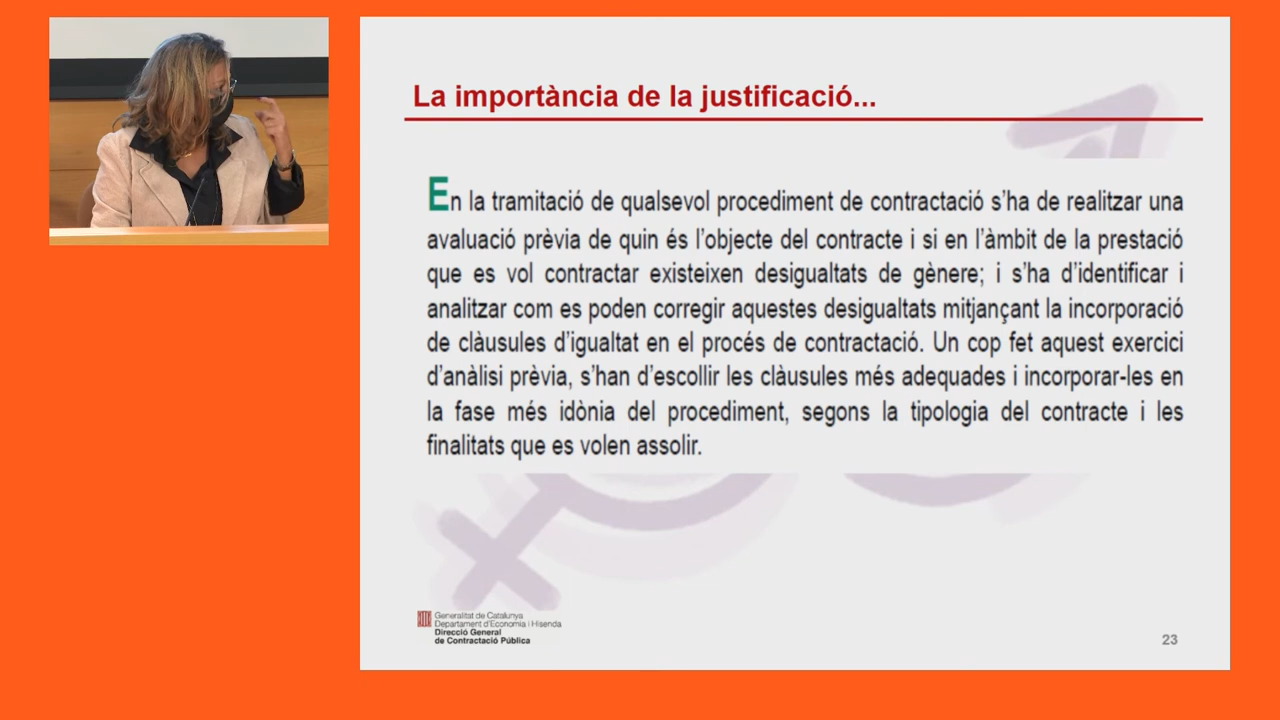 La importància de la justificació...
En la tramitació de qualsevol procediment de contractació s'ha de realitzar una
avaluació prèvia de quin és l'objecte del contracte i si en l'àmbit de la prestació
que es vol contractar existeixen desigualtats de gènere; i s'ha d'identificar i
analitzar com es poden corregir aquestes desigualtats mitjançant la incorporació
de clàusules d'igualtat en el procés de contractació. Un cop fet aquest exercici
d'anàlisi prèvia, s'han d'escollir les clàusules més adequades i incorporar-les en
la fase més idònia del procediment, segons la tipologia del contracte i les
finalitats que es volen assolir.
Generalitat de Catalunya
Departament d'Economia i Hisenda
Direcció General
de Contractació Pública
23